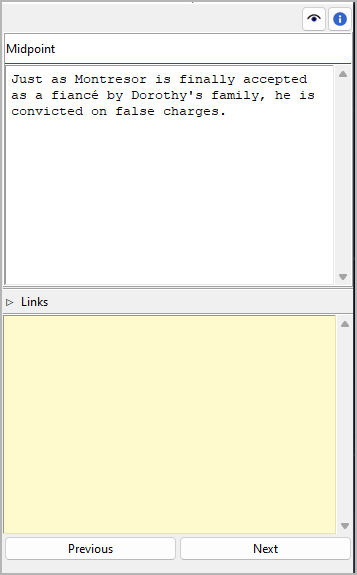 Midpoint
Just as Montresor is finally accepted
as a fiancé by Dorothy's family, he is
convicted on false charges.
Links
Previous
Next